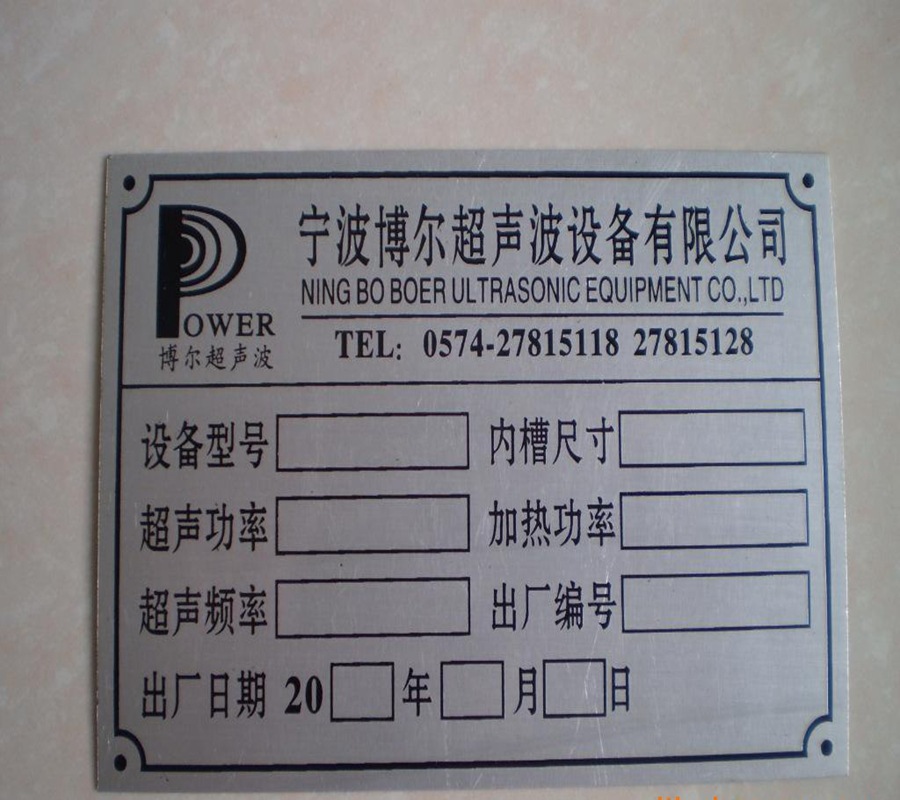 宁波博尔超声波设备有限公司
NING BO BOER ULTRASONIC EQUIPMENT CO.,LTD
POWER
博尔超声波
TEL: 0574-27815118 27815128
设备型号 内槽尺寸
超声功率 加热功率
超声频率 出厂编号
出厂日期 20 年 月 日